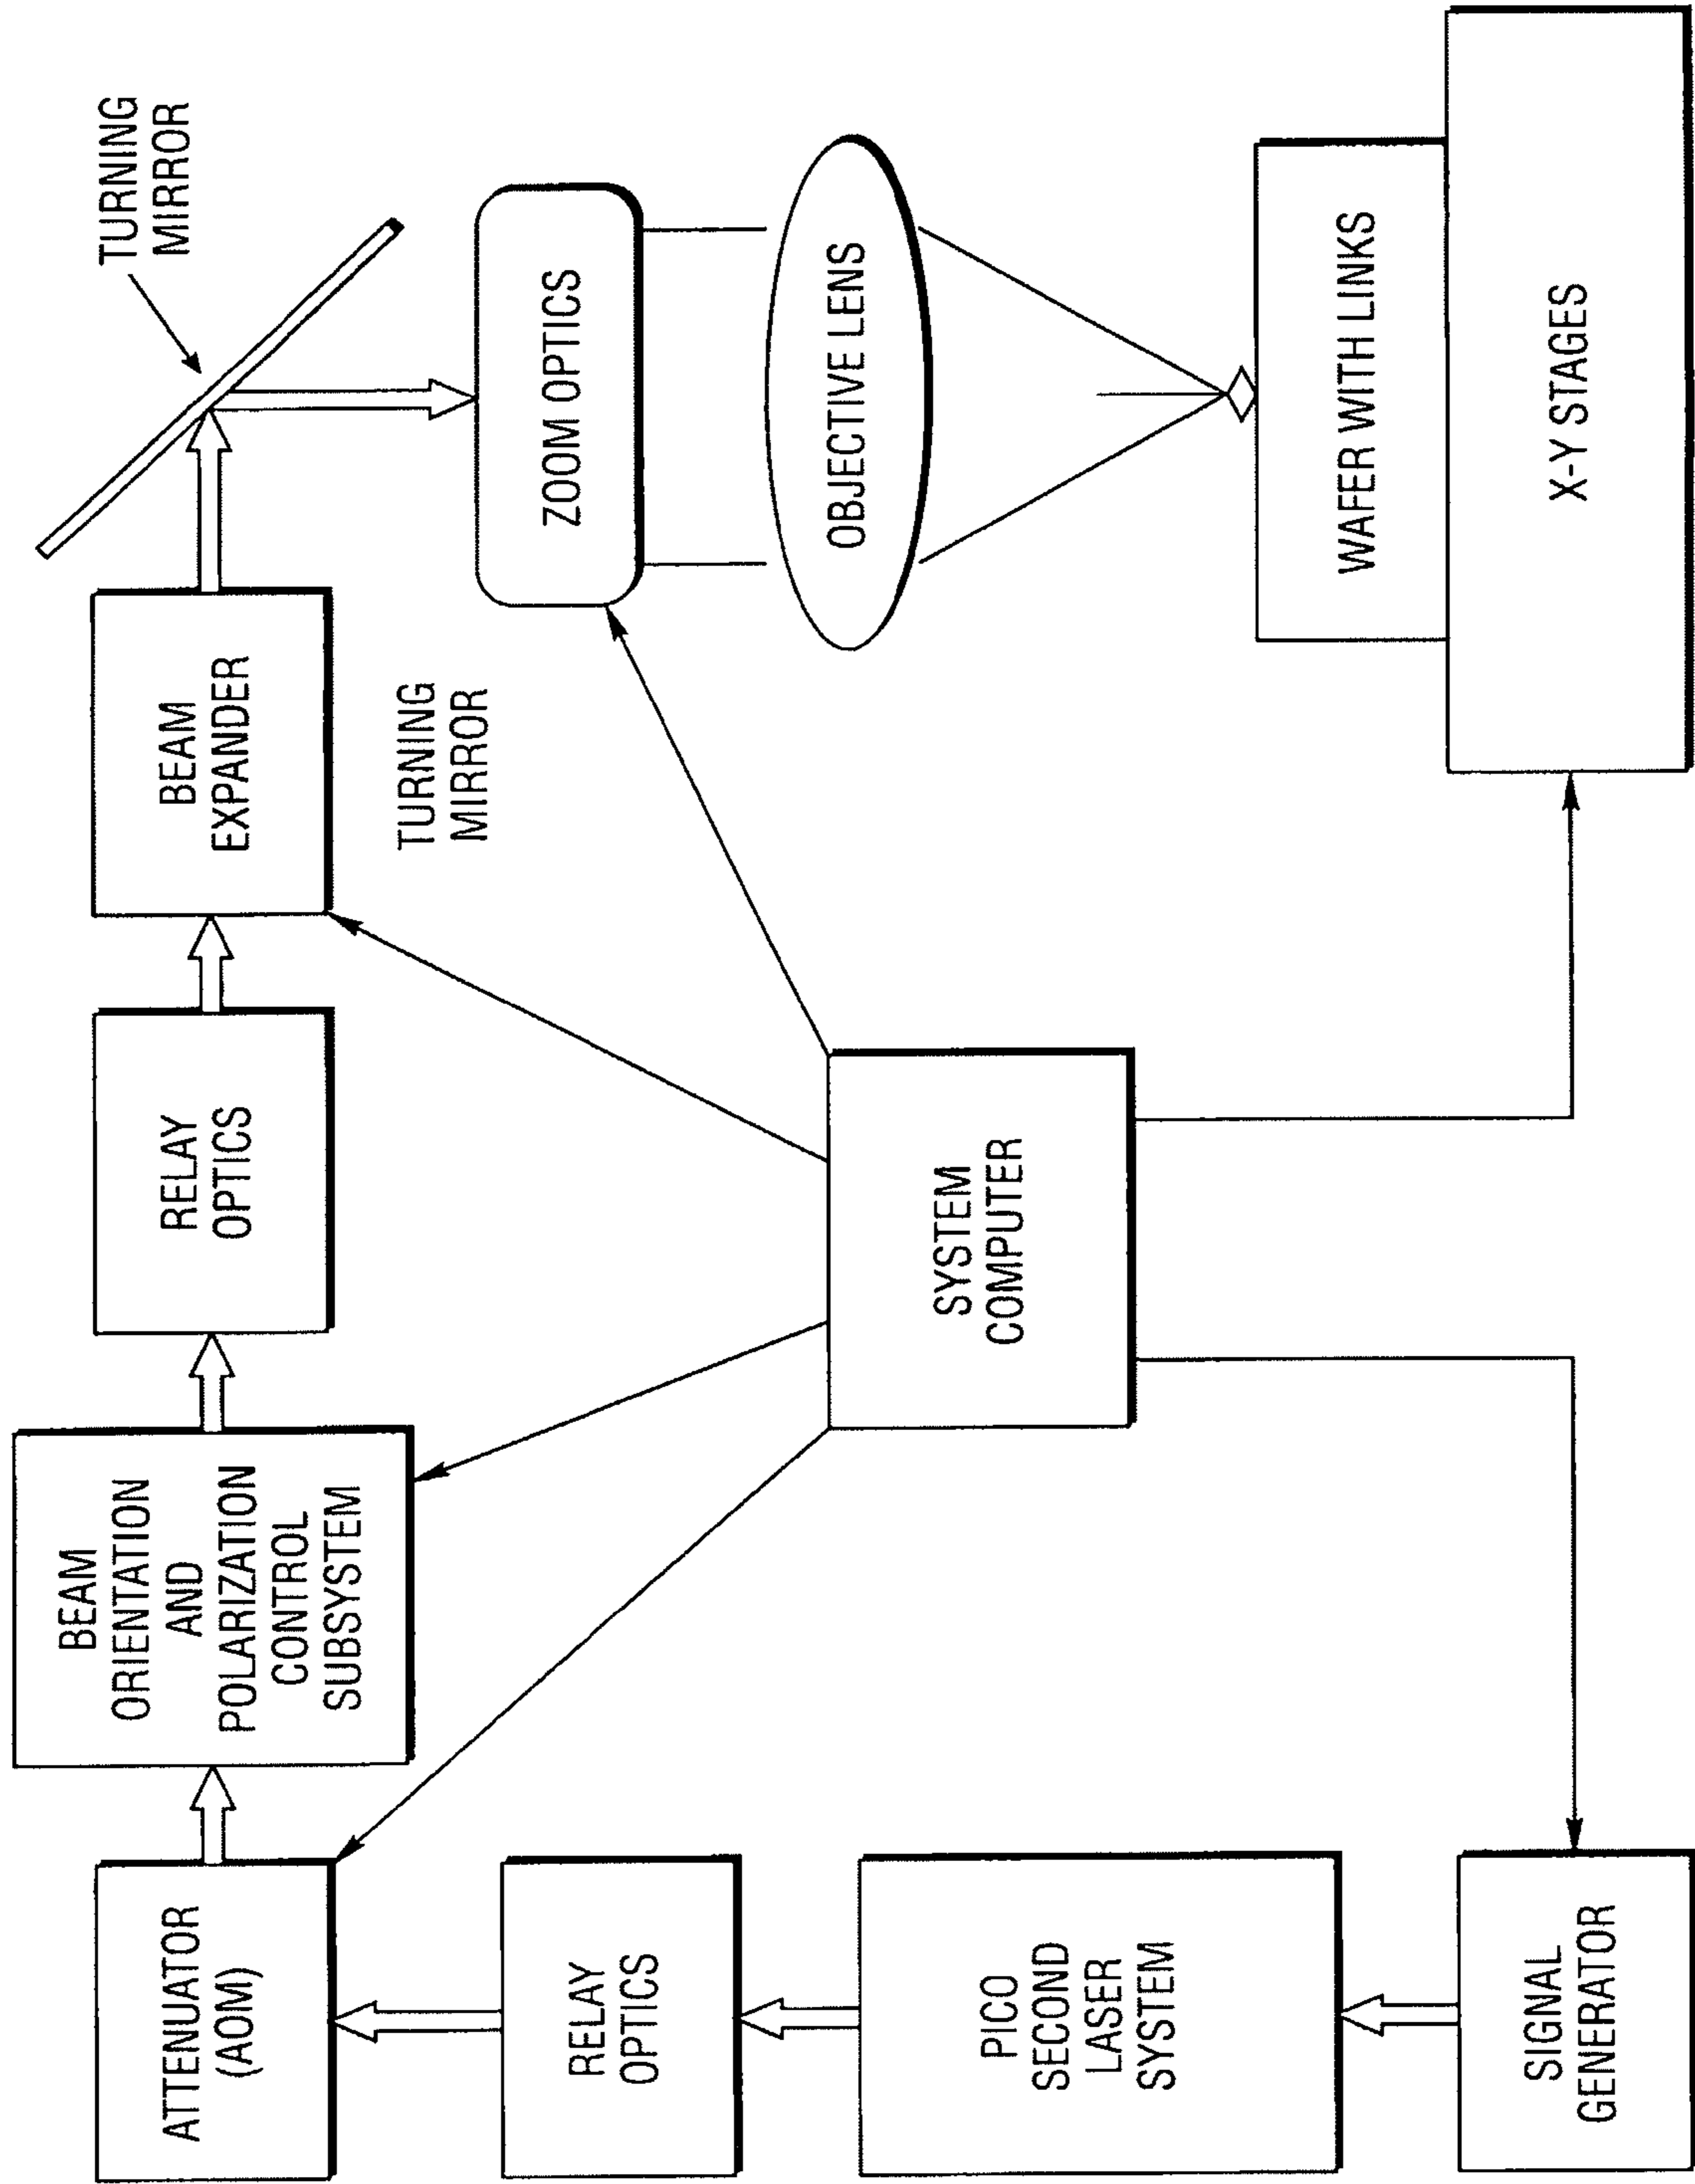 TURNING
MIRROR
BEAM
EXPANDER
RELAY
OPTICS
BEAM
ORIENTATION
AND
POLARIZATION
CONTROL
SUBSYSTEM
ATTENUATOR
(AOM)
TURNING
MIRROR
ZOOM OPTICS
RELAY
OPTICS
OBJECTIVE LENS
SYSTEM
COMPUTER
PICO
SECOND
LASER
SYSTEM
WAFER WITH LINKS
X-Y STAGES
SIGNAL
GENERATOR